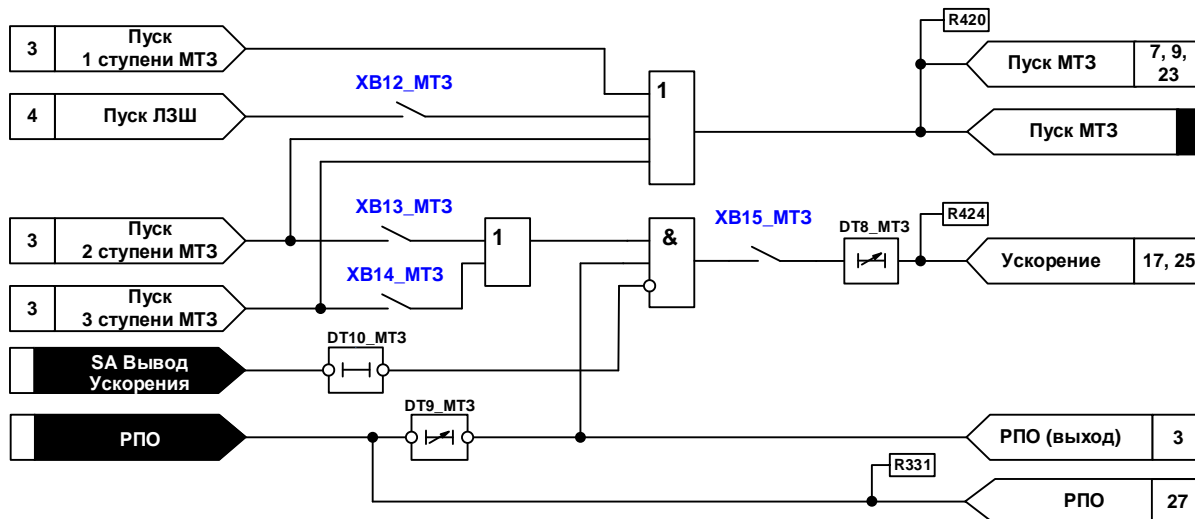 R420
3 Пуск 1 ступени МТЗ
Пуск МТЗ 7, 9, 23
XB12_МТЗ
1
4 Пуск ЛЗШ
Пуск МТЗ
XB13_МТЗ
XB15_МТЗ
R424
3 Пуск 2 ступени МТЗ
1
&
DT8_МТЗ
Ускорение 17, 25
XB14_МТЗ
3 Пуск 3 ступени МТЗ
DT10_МТЗ
SA Вывод Ускорения
DT9_МТЗ
РПО
РПО (выход) 3
R331
РПО 27